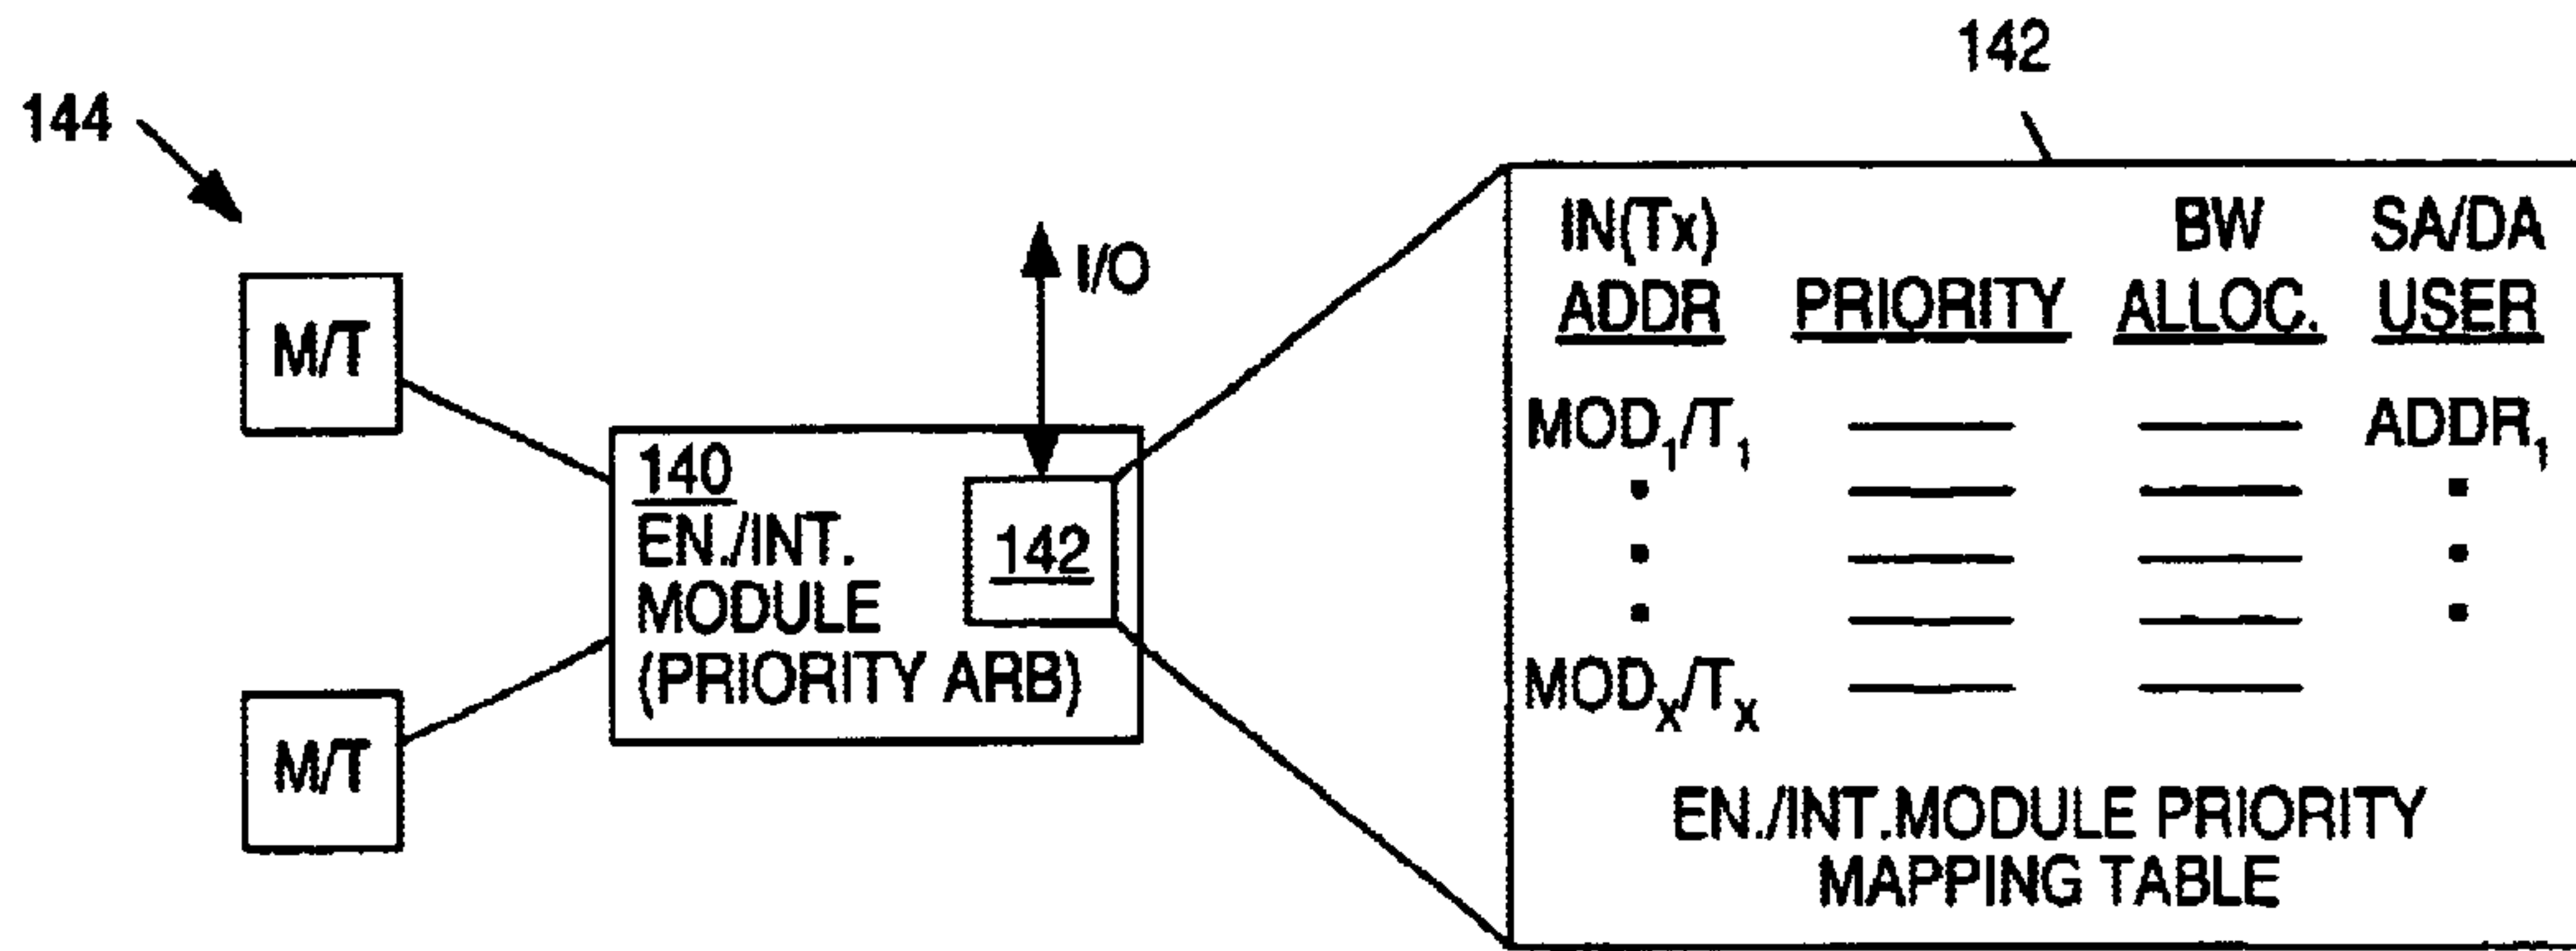 144
M/T
M/T
I/O
140
EN./INT.
MODULE
(PRIORITY ARB)
142
142
IN(Tx) BW SA/DA
ADDR PRIORITY ALLOC. USER
MOD₁/T₁ ADDR₁
MODₓ/Tₓ
EN./INT.MODULE PRIORITY
MAPPING TABLE